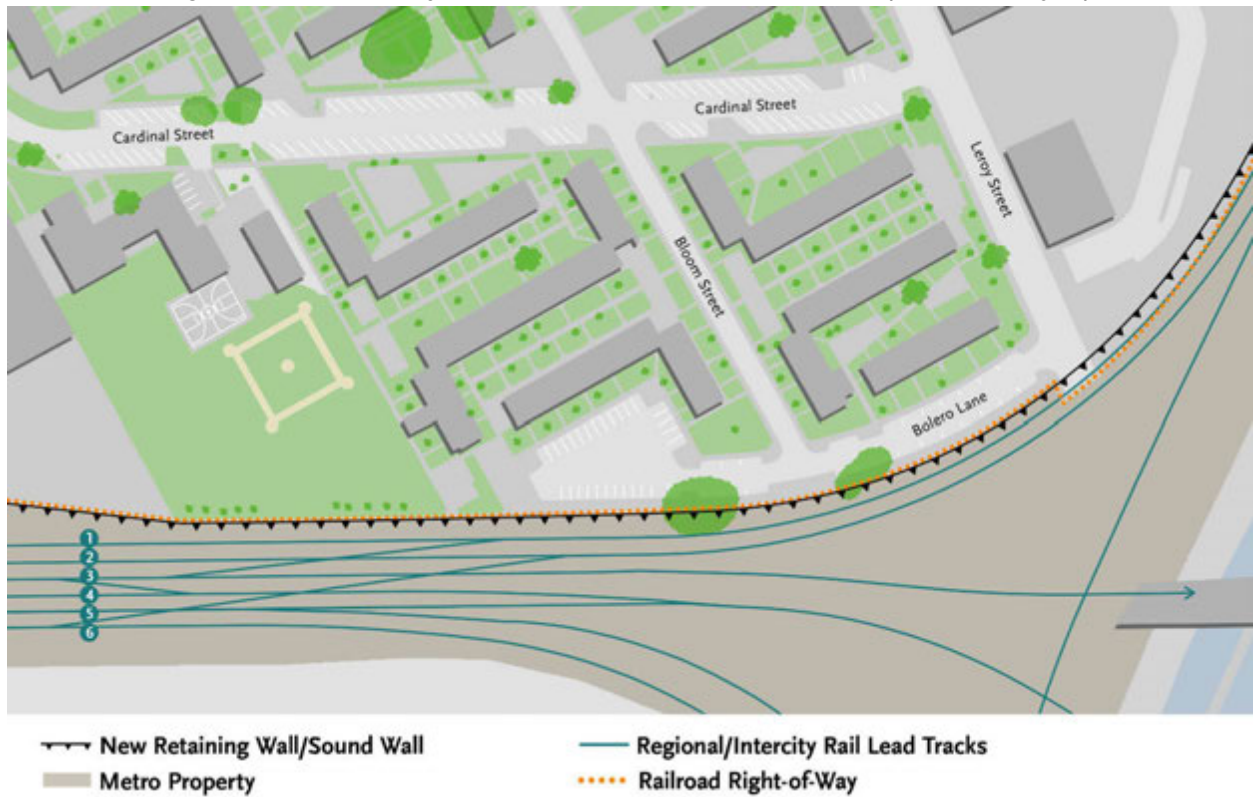 Cardinal Street
Cardinal Street
Leroy Street
Bloom Street
Bolero Lane
1
2
3
4
5
6
New Retaining Wall/Sound Wall
Regional/Intercity Rail Lead Tracks
Metro Property
Railroad Right-of-Way